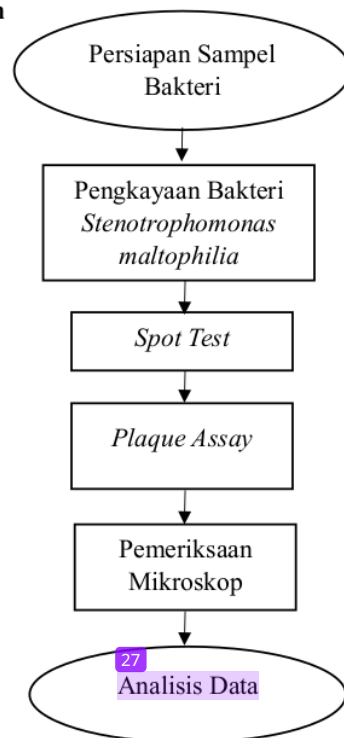 Persiapan Sampel
Bakteri
Pengkayaan Bakteri
Stenotrophomonas
maltophilia
Spot Test
Plaque Assay
Pemeriksaan
Mikroskop
27
Analisis Data